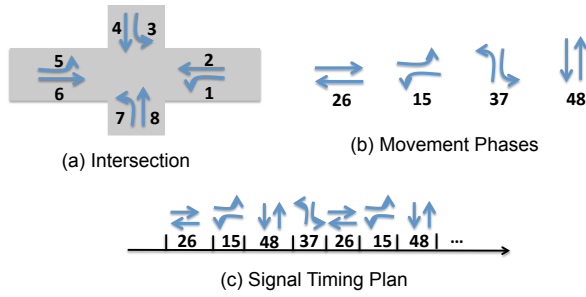 4 3
5 2
6 1
7 8
(a) Intersection
26 15 37 48
(b) Movement Phases
26 15 48 37 26 15 48 ...
(c) Signal Timing Plan